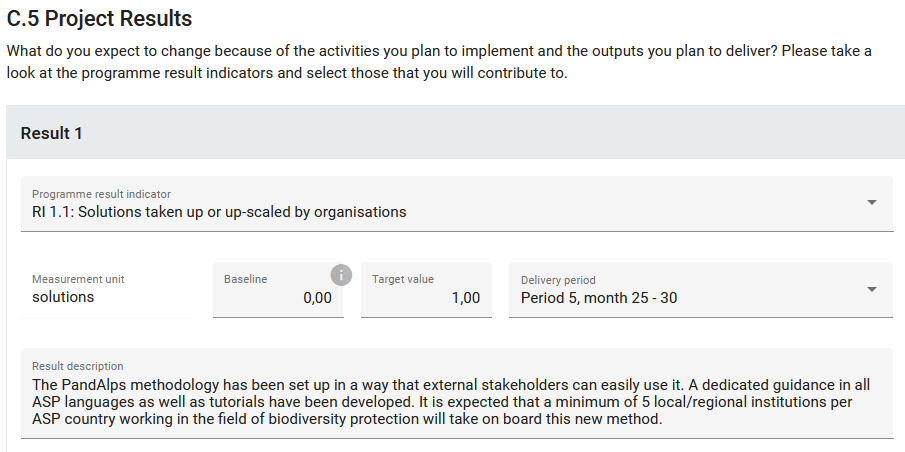 C.5 Project Results
What do you expect to change because of the activities you plan to implement and the outputs you plan to deliver? Please take a
look at the programme result indicators and select those that you will contribute to.
Result 1
Programme result indicator
RI 1.1: Solutions taken up or up-scaled by organisations
Measurement unit
solutions
Baseline
0,00
i
Target value
1,00
Delivery period
Period 5, month 25 - 30
Result description
The PandAlps methodology has been set up in a way that external stakeholders can easily use it. A dedicated guidance in all
ASP languages as well as tutorials have been developed. It is expected that a minimum of 5 local/regional institutions per
ASP country working in the field of biodiversity protection will take on board this new method.